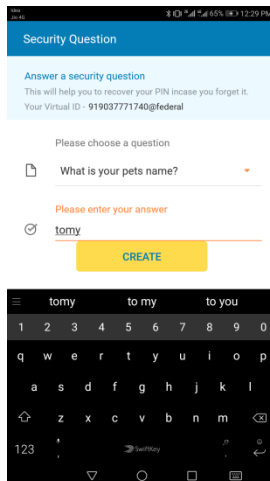 Idea
Jio 4G
65% 12:29 PM
Security Question
Answer a security question
This will help you to recover your PIN incase you forget it.
Your Virtual ID - 919037771740@federal
Please choose a question
What is your pets name?
Please enter your answer
tomy
CREATE
tomy to my to you
1 2 3 4 5 6 7 8 9 0
q w e r t y u i o p
a s d f g h j k l
z x c v b n m
123 , SwiftKey .